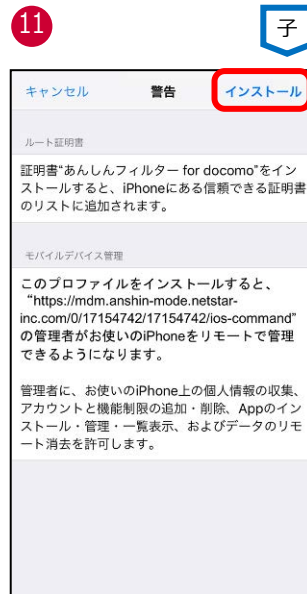 11
子
キャンセル 警告 インストール
ルート証明書
証明書“あんしんフィルター for docomo”をイン
ストールすると、iPhoneにある信頼できる証明書
のリストに追加されます。
モバイルデバイス管理
このプロファイルをインストールすると、
“https://mdm.anshin-mode.netstar-
inc.com/0/17154742/17154742/ios-command”
の管理者がお使いのiPhoneをリモートで管理
できるようになります。
管理者に、お使いのiPhone上の個人情報の収集、
アカウントと機能制限の追加・削除、Appのイン
ストール・管理・一覧表示、およびデータのリモ
ート消去を許可します。